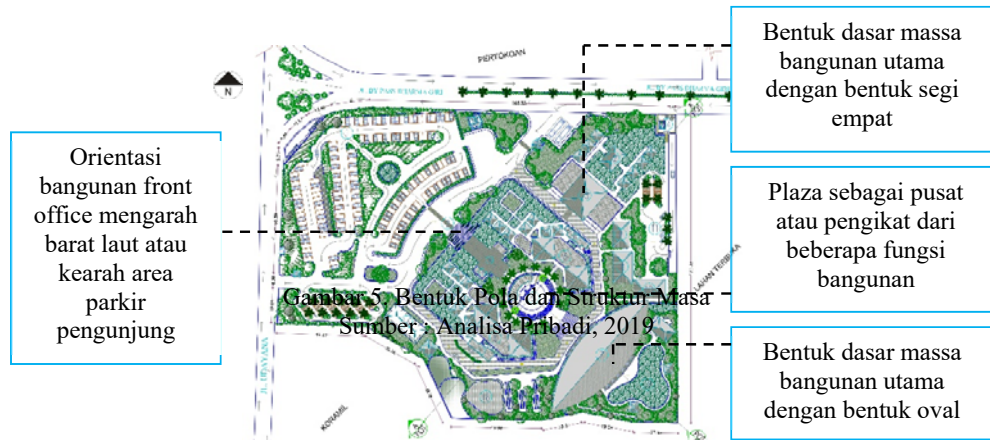 Bentuk dasar massa
bangunan utama
dengan bentuk segi
empat
PERTOKOAN
N
Orientasi
bangunan front
office mengarah
barat laut atau
kearah area
parkir
pengunjung
Plaza sebagai pusat
atau pengikat dari
beberapa fungsi
bangunan
Gambar 5. Bentuk Pola dan Struktur Masa
Sumber : Analisa Pribadi, 2019
Bentuk dasar massa
bangunan utama
dengan bentuk oval
KORAMIL